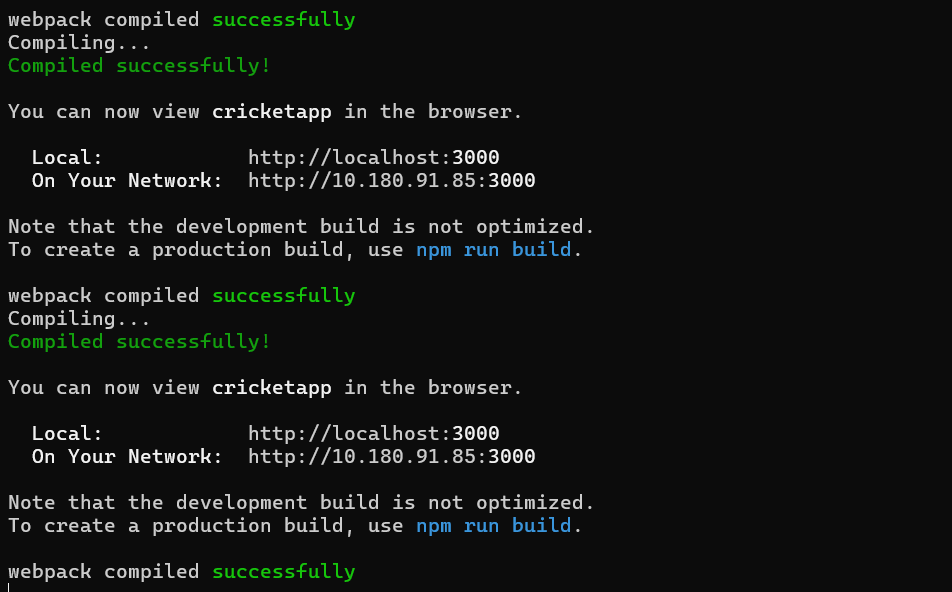 webpack compiled successfully
Compiling...
Compiled successfully!
You can now view cricketapp in the browser.
Local: http://localhost:3000
On Your Network: http://10.180.91.85:3000
Note that the development build is not optimized.
To create a production build, use npm run build.
webpack compiled successfully
Compiling...
Compiled successfully!
You can now view cricketapp in the browser.
Local: http://localhost:3000
On Your Network: http://10.180.91.85:3000
Note that the development build is not optimized.
To create a production build, use npm run build.
webpack compiled successfully